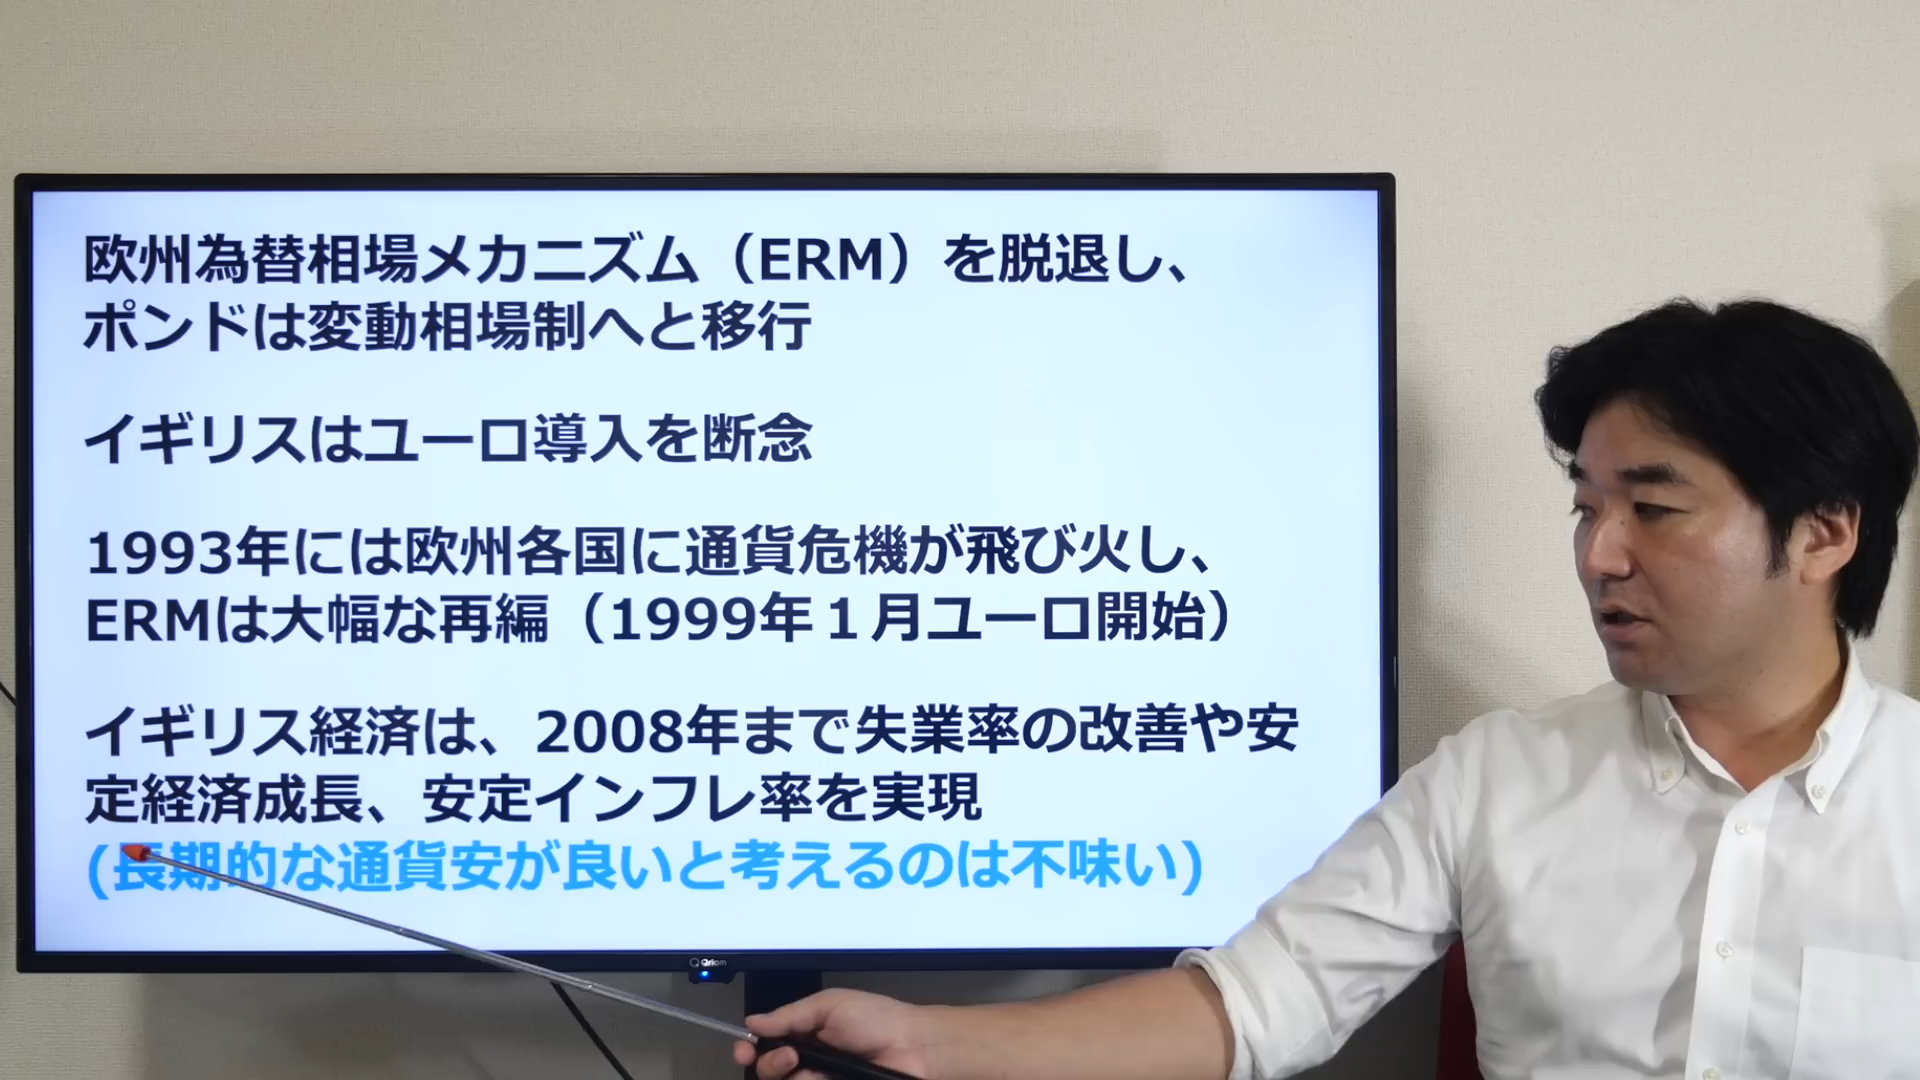 欧州為替相場メカニズム（ERM）を脱退し、
ポンドは変動相場制へと移行
イギリスはユーロ導入を断念
1993年には欧州各国に通貨危機が飛び火し、
ERMは大幅な再編（1999年１月ユーロ開始）
イギリス経済は、2008年まで失業率の改善や安
定経済成長、安定インフレ率を実現
(長期的な通貨安が良いと考えるのは不味い)
Qriom